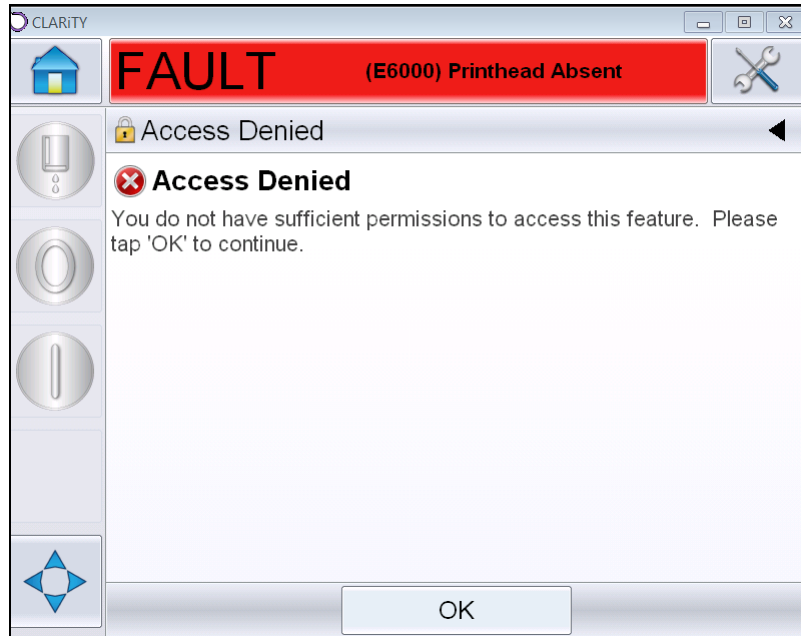 CLARiTY
FAULT (E6000) Printhead Absent
Access Denied
Access Denied
You do not have sufficient permissions to access this feature.  Please
tap 'OK' to continue.
OK